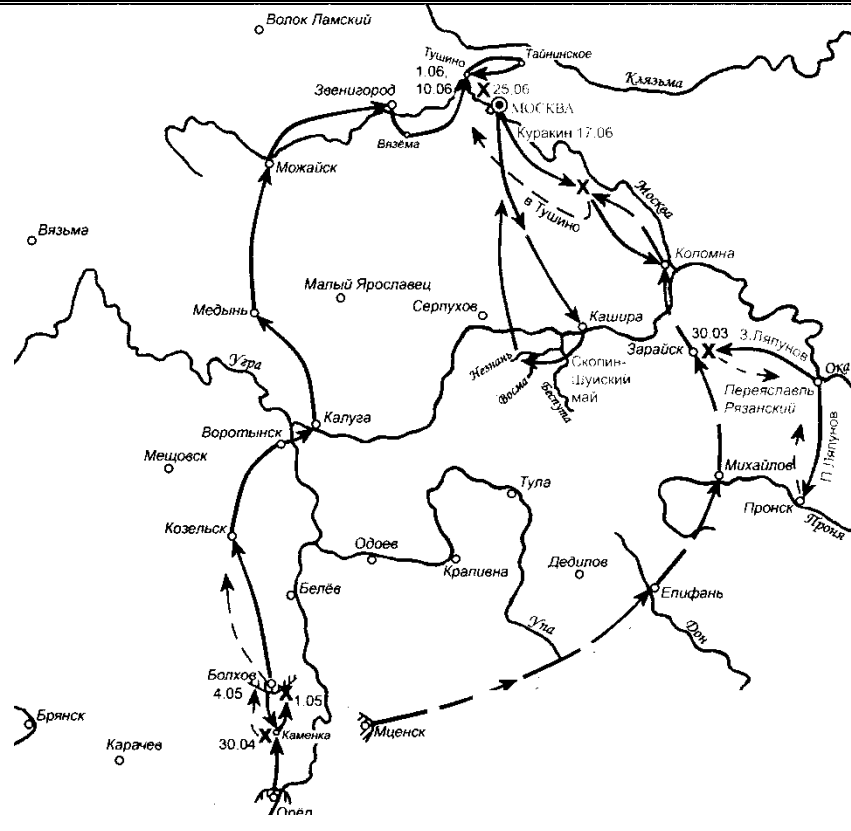 Волок Ламский
Тушино
1.06,
10.06
Тайнинское
Клязьма
Звенигород
25.06
МОСКВА
Куракин 17.06
Вязёма
Можайск
Москва
в Тушино
Вязьма
Коломна
Малый Ярославец
Медынь
Серпухов
Кашира
30.03
З.Ляпунов
Угра
Незнань
Зарайск
Ока
Скопин-
Шуйский
май
Восма
Беспута
Переяславль
Рязанский
Калуга
Воротынск
П.Ляпунов
Мещовск
Михайлов
Тула
Пронск
Проня
Козельск
Одоев
Крапивна
Дедилов
Белёв
Епифань
Упа
Дон
Болхов
4.05
1.05
Брянск
Каменка
30.04
Мценск
Карачев
Орёл